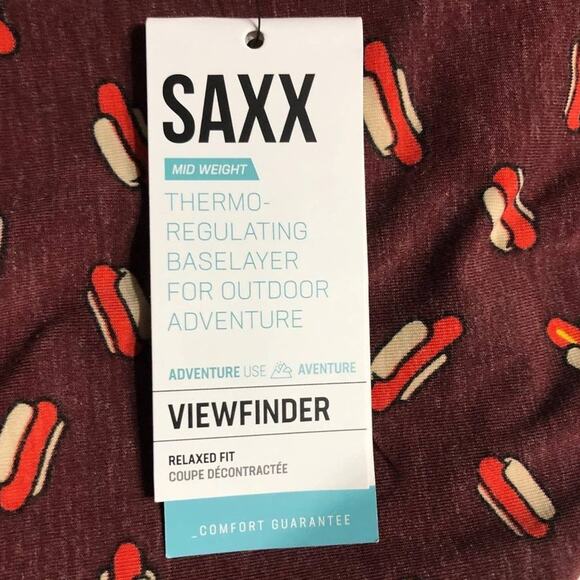 SAXX
MID WEIGHT
THERMO-
REGULATING
BASELAYER
FOR OUTDOOR
ADVENTURE
ADVENTURE USE AVENTURE
VIEWFINDER
RELAXED FIT
COUPE DÉCONTRACTÉE
_COMFORT GUARANTEE